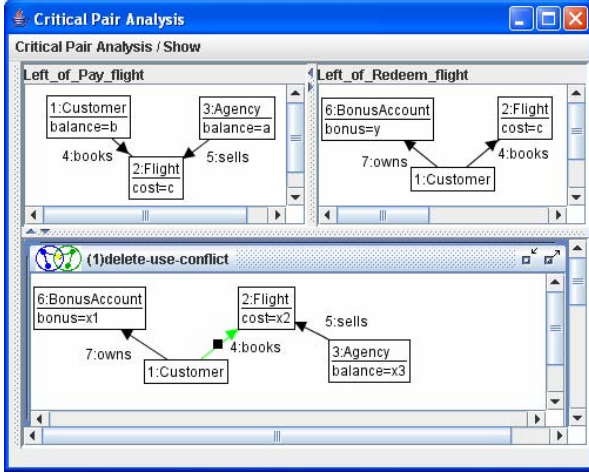 Critical Pair Analysis
Critical Pair Analysis / Show
Left_of_Pay_flight
1:Customer
balance=b
3:Agency
balance=a
4:books
5:sells
2:Flight
cost=c
Left_of_Redeem_flight
6:BonusAccount
bonus=y
2:Flight
cost=c
7:owns
4:books
1:Customer
(1)delete-use-conflict
6:BonusAccount
bonus=x1
2:Flight
cost=x2
5:sells
7:owns
4:books
1:Customer
3:Agency
balance=x3